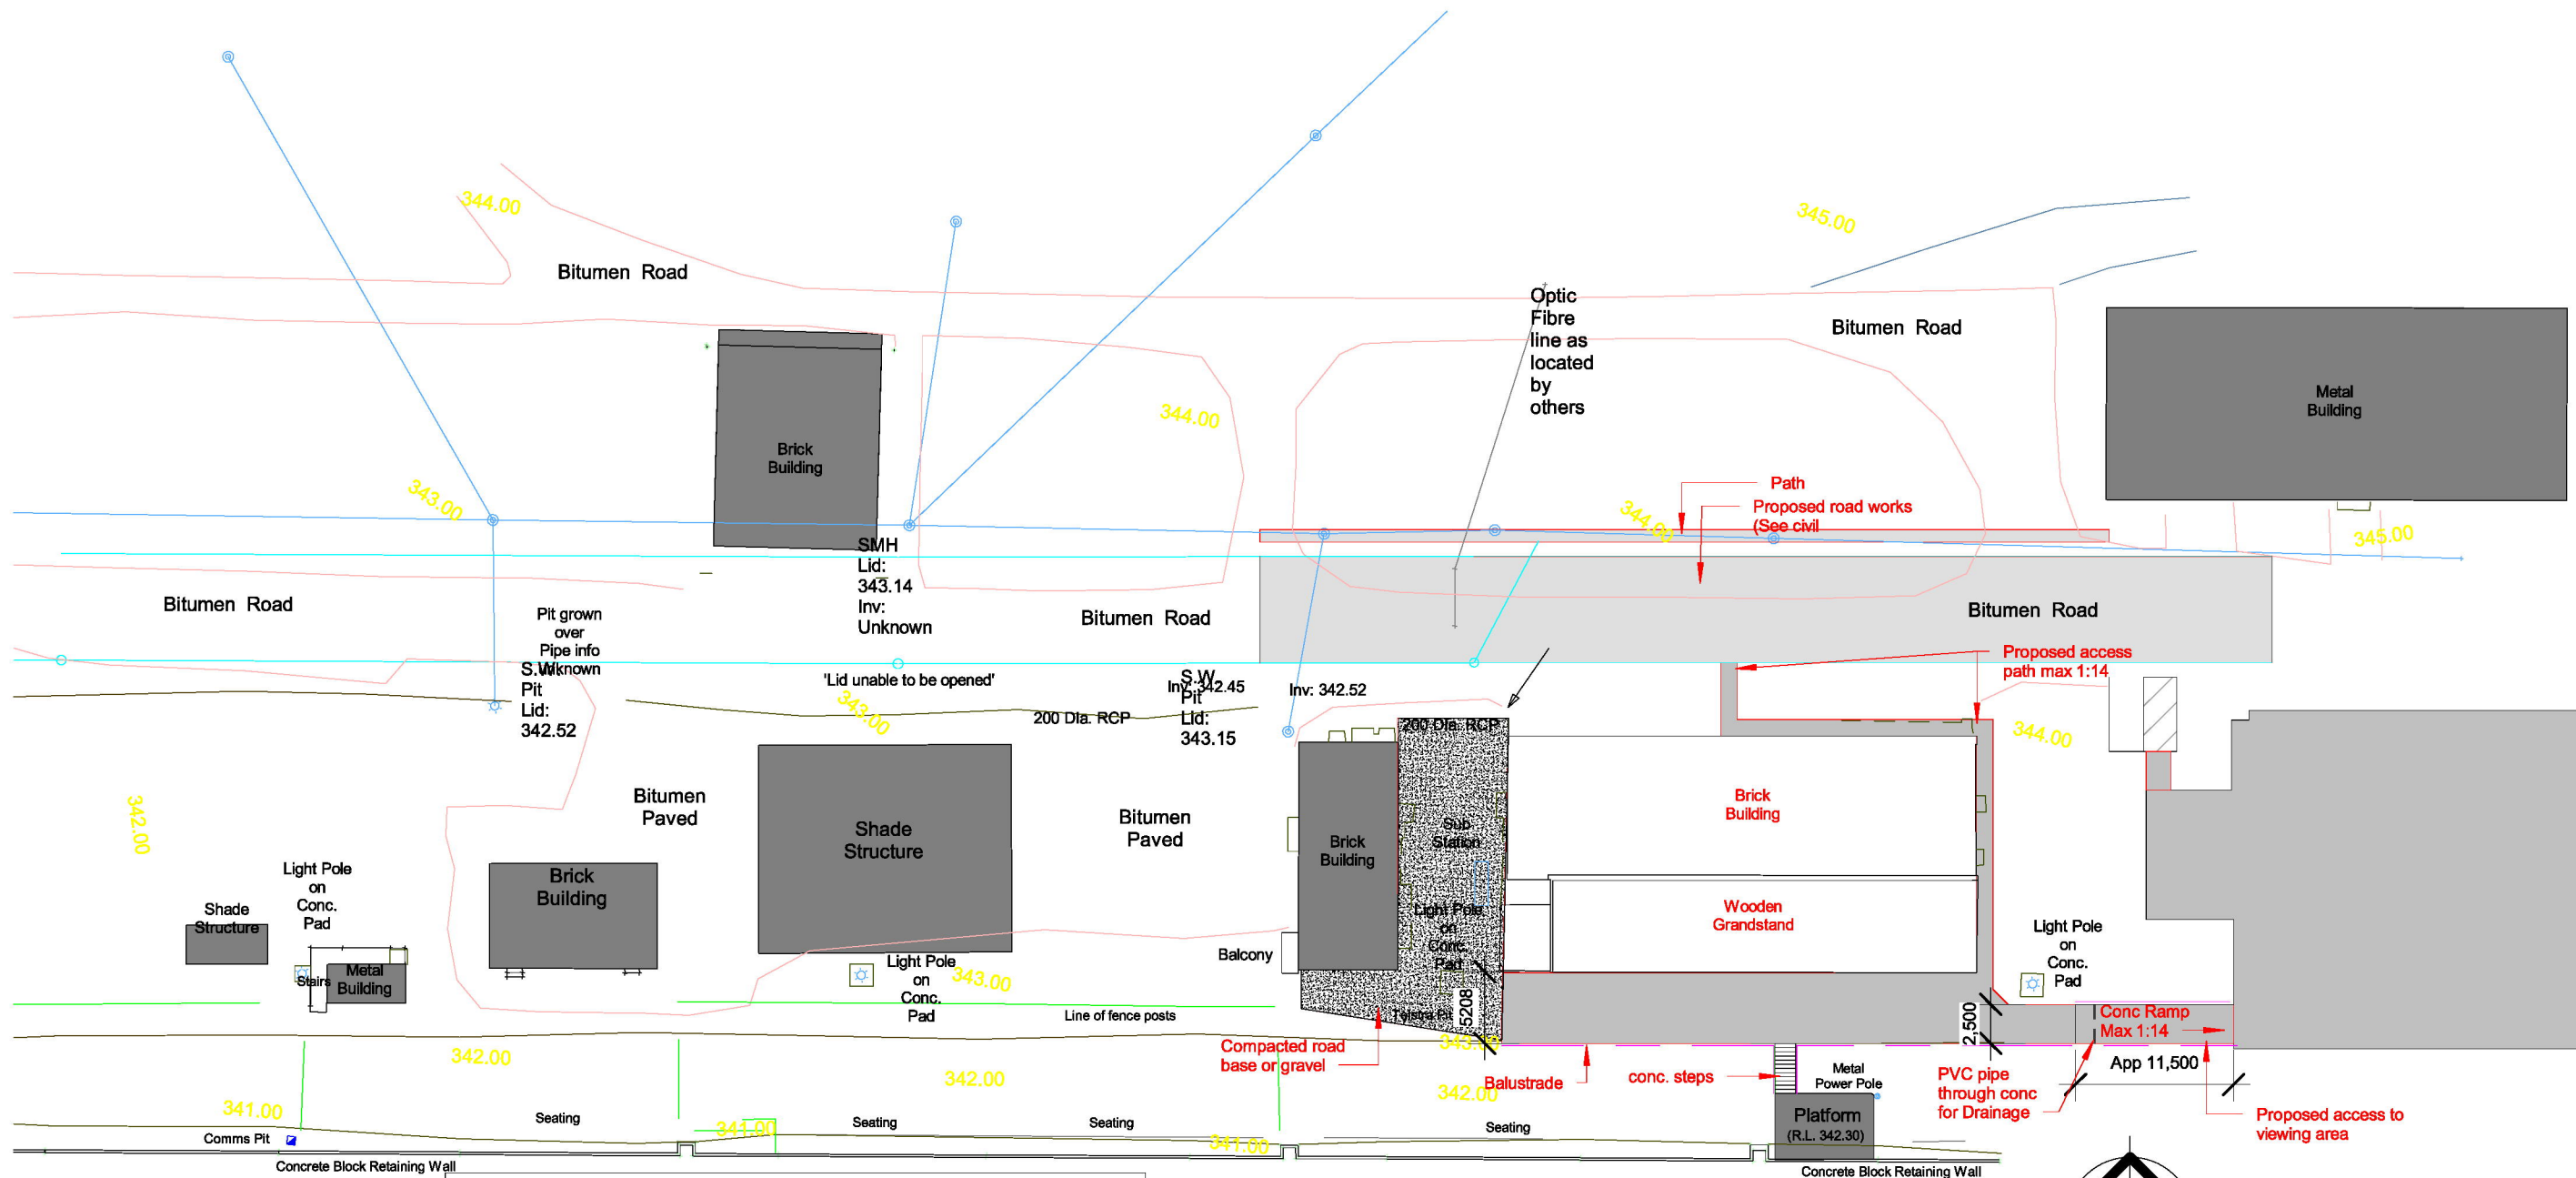 344.00
345.00
Bitumen Road
Optic
Fibre
line as
located
by
others
Bitumen Road
Metal
Building
344.00
Brick
Building
343.00
Path
Proposed road works
(See civil
344.00
345.00
SMH
Lid:
343.14
Inv:
Unknown
Bitumen Road
Pit grown
over
Pipe info
Unknown
S.W.
Pit
Lid:
342.52
Bitumen Road
Bitumen Road
Proposed access
path max 1:14
'Lid unable to be opened'
S.W.
Pit
Lid:
343.15
Inv: 342.45
Inv: 342.52
343.00
200 Dia. RCP
200 Dia. RCP
344.00
342.00
Bitumen
Paved
Shade
Structure
Bitumen
Paved
Brick
Building
Sub
Station
Brick
Building
Light Pole
on
Conc.
Pad
Brick
Building
Shade
Structure
Light Pole
on
Conc.
Pad
Wooden
Grandstand
Light Pole
on
Conc.
Pad
Balcony
Stairs
Metal
Building
Light Pole
on
Conc.
Pad
343.00
Line of fence posts
Telstra Pit
5208
2,500
Conc Ramp
Max 1:14
343.00
Compacted road
base or gravel
342.00
342.00
342.00
Balustrade
conc. steps
Metal
Power Pole
PVC pipe
through conc
for Drainage
App 11,500
341.00
Seating
Seating
Seating
Seating
Platform
(R.L. 342.30)
Proposed access to
viewing area
Comms Pit
341.00
341.00
Concrete Block Retaining Wall
Concrete Block Retaining Wall